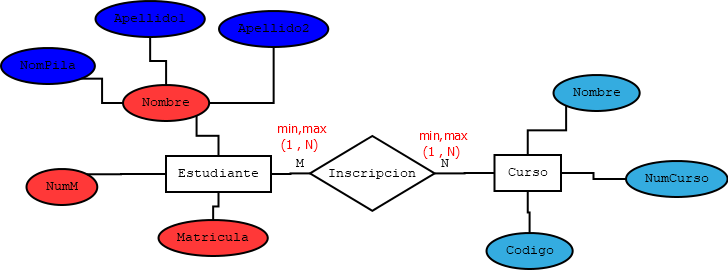 Apellido1
Apellido2
NomPila
Nombre
Nombre
min,max
(1 , N)
min,max
(1 , N)
M
N
Estudiante
Inscripcion
Curso
NumM
NumCurso
Matricula
Codigo